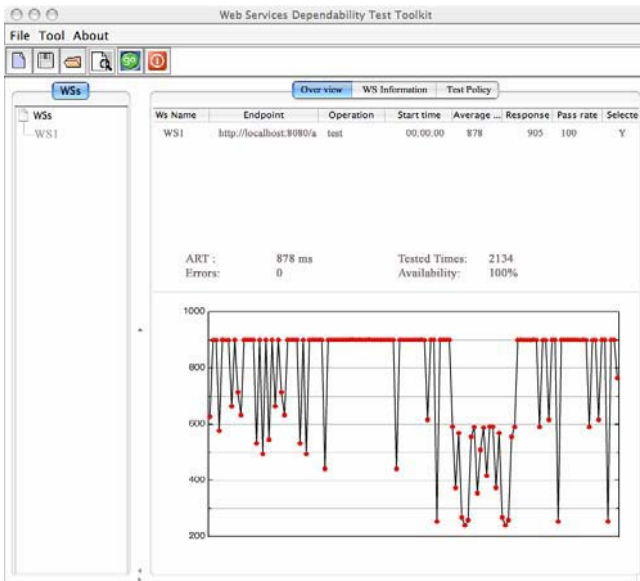 Web Services Dependability Test Toolkit
File Tool About
GO
WSs
Over view WS Information Test Policy
WSs
WS1
Ws Name Endpoint Operation Start time Average ... Response Pass rate Selecte
WS1 http://localhost:8080/a test 00.00.00 878 905 100 Y
ART : 878 ms Tested Times: 2134
Errors: 0 Availability: 100%
1000
800
600
400
200